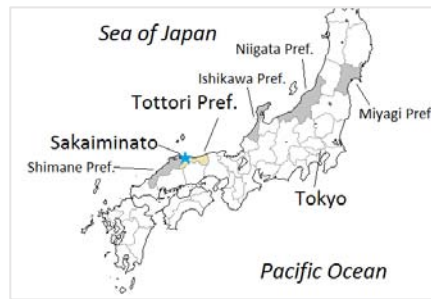 Sea of Japan
Niigata Pref.
Ishikawa Pref.
Tottori Pref.
Miyagi Pref
Sakaiminato
Shimane Pref.
Tokyo
Pacific Ocean